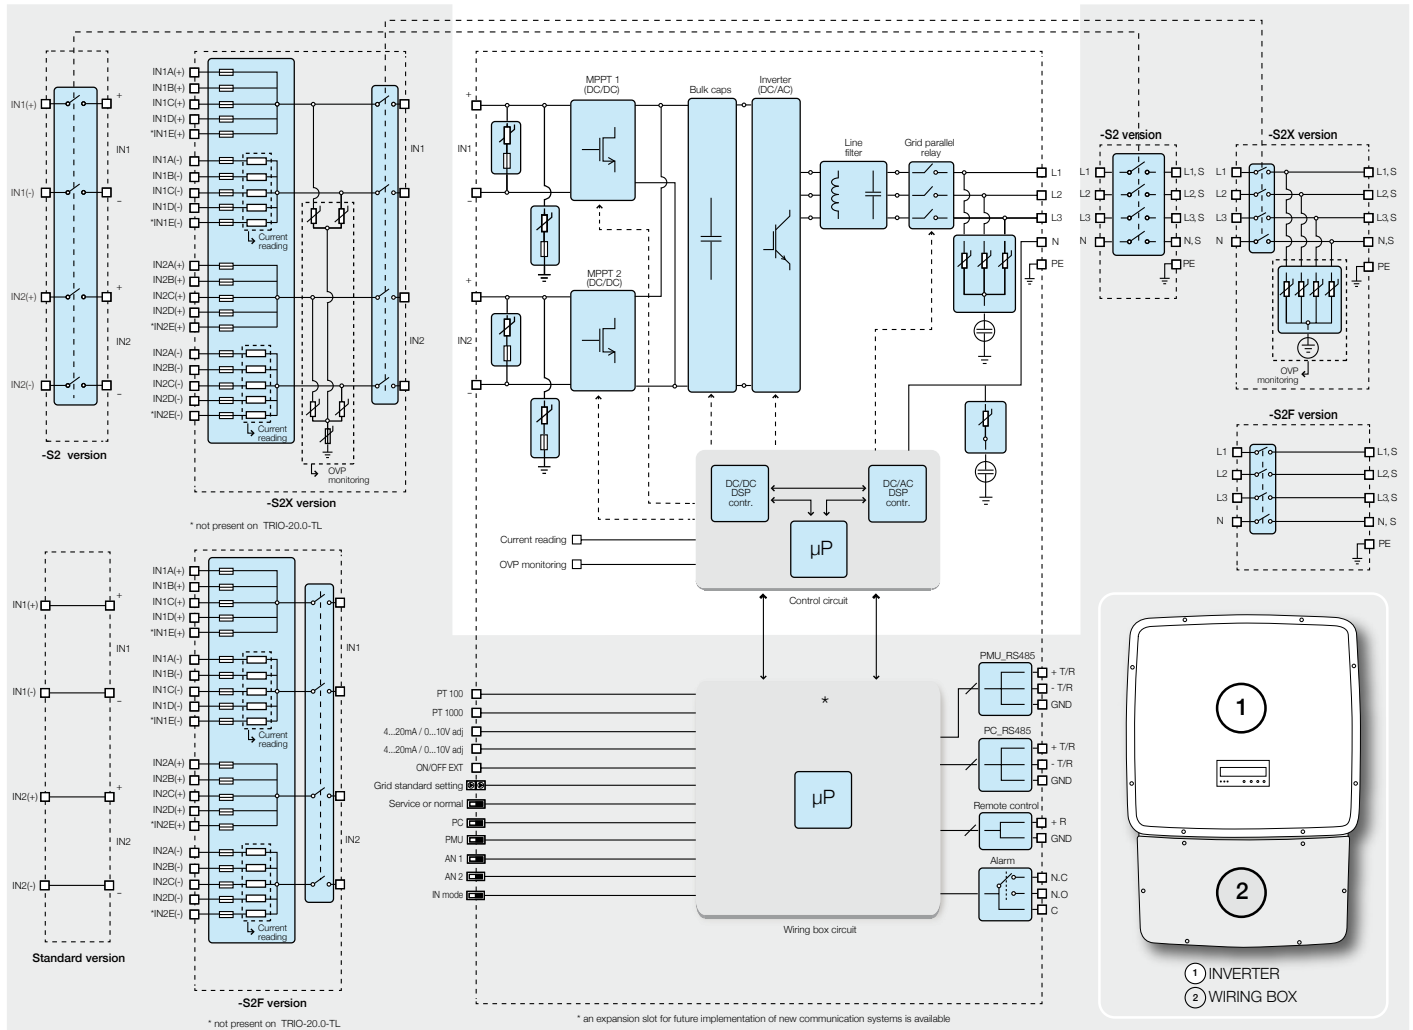 IN1(+)
+
IN1
IN1(-)
−
IN2(+)
+
IN2
IN2(-)
−
-S2 version
IN1A(+)
IN1B(+)
IN1C(+)
IN1D(+)
*IN1E(+)
IN1A(-)
IN1B(-)
IN1C(-)
IN1D(-)
*IN1E(-)
Current
reading
IN1
IN2A(+)
IN2B(+)
IN2C(+)
IN2D(+)
*IN2E(+)
IN2A(-)
IN2B(-)
IN2C(-)
IN2D(-)
*IN2E(-)
Current
reading
IN2
OVP
monitoring
-S2X version
* not present on TRIO-20.0-TL
IN1(+)
+
IN1
IN1(-)
−
IN2(+)
+
IN2
IN2(-)
−
Standard version
IN1A(+)
IN1B(+)
IN1C(+)
IN1D(+)
*IN1E(+)
IN1A(-)
IN1B(-)
IN1C(-)
IN1D(-)
*IN1E(-)
Current
reading
IN1
IN2A(+)
IN2B(+)
IN2C(+)
IN2D(+)
*IN2E(+)
IN2A(-)
IN2B(-)
IN2C(-)
IN2D(-)
*IN2E(-)
Current
reading
IN2
-S2F version
* not present on TRIO-20.0-TL
+
IN1
−
+
IN2
−
MPPT 1
(DC/DC)
MPPT 2
(DC/DC)
Bulk caps
Inverter
(DC/AC)
Line
filter
Grid parallel
relay
L1
L2
L3
N
PE
DC/DC
DSP
contr.
DC/AC
DSP
contr.
µP
Current reading
OVP monitoring
Control circuit
PT 100
PT 1000
4...20mA / 0...10V adj
4...20mA / 0...10V adj
ON/OFF EXT
Grid standard setting
Service or normal
PC
PMU
AN 1
AN 2
IN mode
*
µP
Wiring box circuit
PMU_RS485
+ T/R
- T/R
GND
PC_RS485
+ T/R
- T/R
GND
Remote control
+ R
GND
Alarm
N.C
N.O
C
* an expansion slot for future implementation of new communication systems is available
-S2 version
L1
L2
L3
N
L1, S
L2, S
L3, S
N, S
PE
-S2X version
L1
L2
L3
N
L1, S
L2, S
L3, S
N,S
PE
OVP
monitoring
-S2F version
L1
L2
L3
N
L1, S
L2, S
L3, S
N, S
PE
1
2
1 INVERTER
2 WIRING BOX